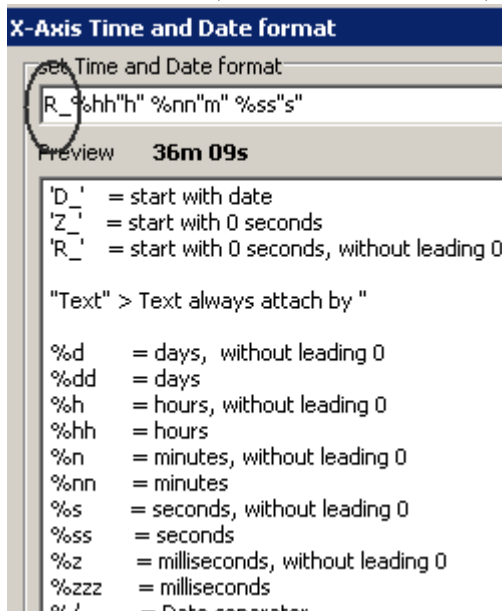 X-Axis Time and Date format
set Time and Date format
R_%hh"h" %nn"m" %ss"s"
Preview 36m 09s
'D_' = start with date
'Z_' = start with 0 seconds
'R_' = start with 0 seconds, without leading 0
"Text" > Text always attach by "
%d = days, without leading 0
%dd = days
%h = hours, without leading 0
%hh = hours
%n = minutes, without leading 0
%nn = minutes
%s = seconds, without leading 0
%ss = seconds
%z = milliseconds, without leading 0
%zzz = milliseconds
%/ = Date separator